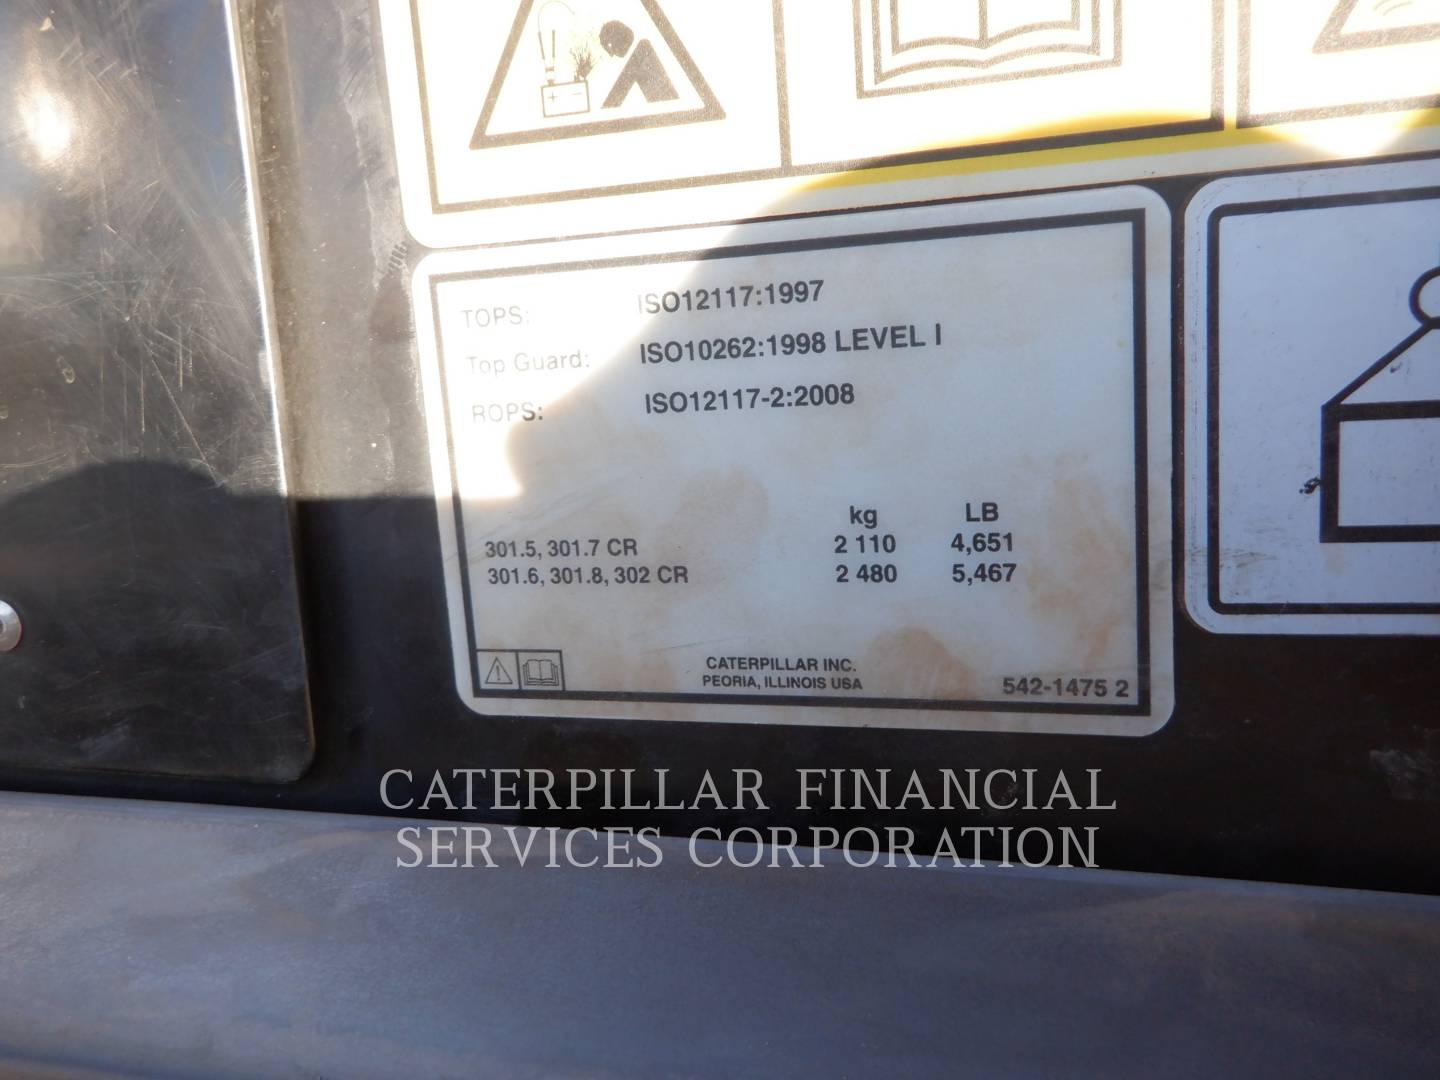 TOPS: ISO12117:1997
Top Guard: ISO10262:1998 LEVEL I
ROPS: ISO12117-2:2008
kg LB
301.5, 301.7 CR 2 110 4,651
301.6, 301.8, 302 CR 2 480 5,467
CATERPILLAR INC.
PEORIA, ILLINOIS USA
542-1475 2
CATERPILLAR FINANCIAL
SERVICES CORPORATION